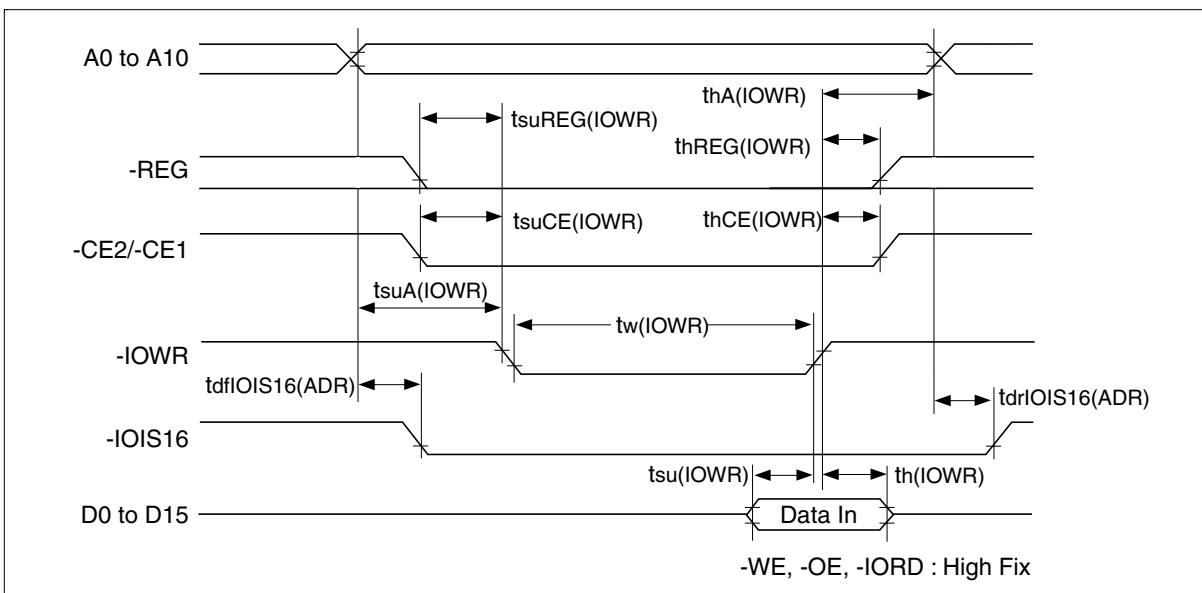 A0 to A10
thA(IOWR)
tsuREG(IOWR)
thREG(IOWR)
-REG
tsuCE(IOWR)
thCE(IOWR)
-CE2/-CE1
tsuA(IOWR)
tw(IOWR)
-IOWR
tdfIOIS16(ADR)
tdrIOIS16(ADR)
-IOIS16
tsu(IOWR)
th(IOWR)
D0 to D15
Data In
-WE, -OE, -IORD : High Fix